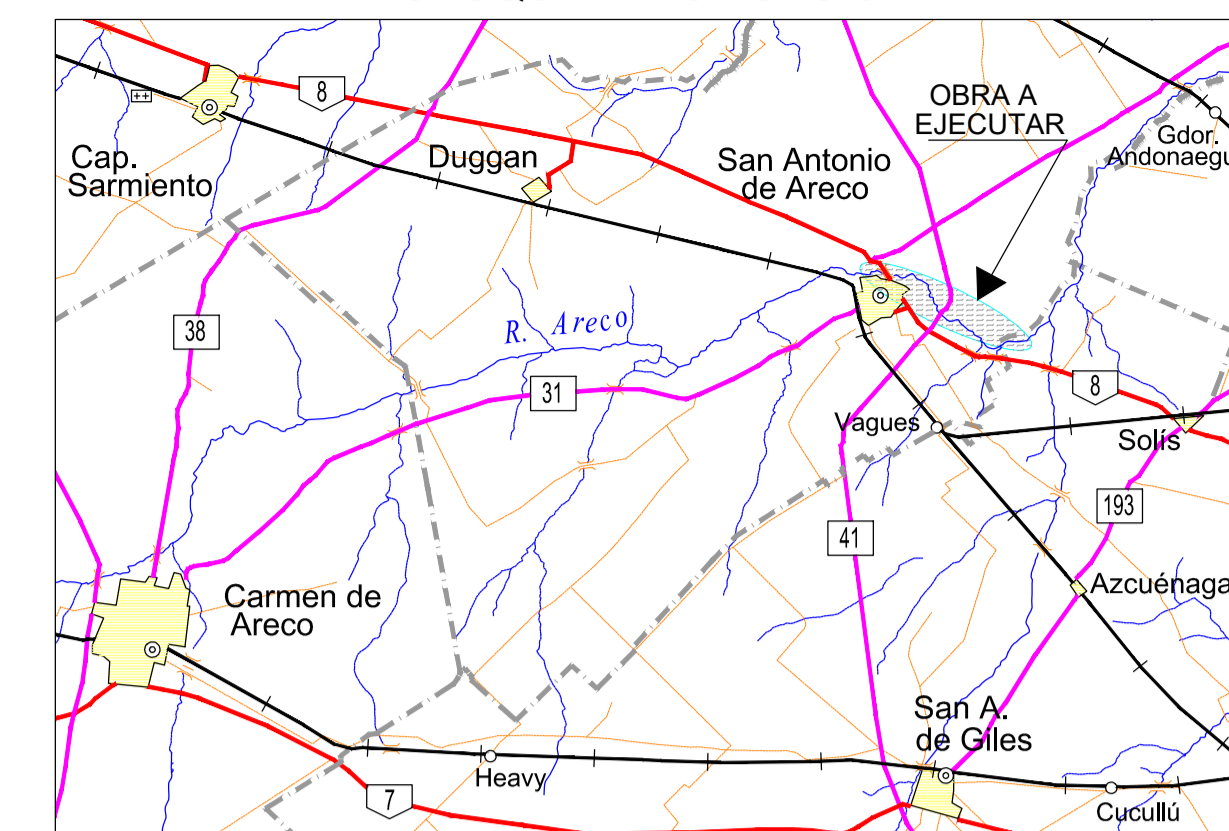 8
OBRA A
EJECUTAR
Gdor.
Andonaegu
Cap.
Sarmiento
Duggan
San Antonio
de Areco
38
R. Areco
31
8
Vagues
Solís
193
41
Azcuénaga
Carmen de
Areco
San A.
de Giles
Heavy
7
Cucullú